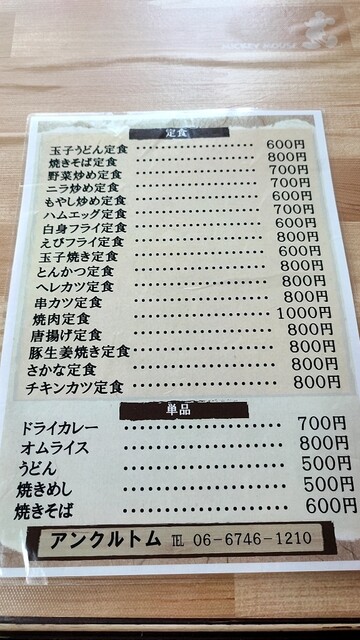 MICKEY MOUSE
定食
玉子うどん定食 ………… 600円
焼きそば定食 ………… 800円
野菜炒め定食 ………… 700円
ニラ炒め定食 ………… 700円
もやし炒め定食 ………… 600円
ハムエッグ定食 ………… 700円
白身フライ定食 ………… 600円
えびフライ定食 ………… 800円
玉子焼き定食 ………… 600円
とんかつ定食 ………… 800円
ヘレカツ定食 ………… 800円
串カツ定食 ………… 800円
焼肉定食 ………… 1000円
唐揚げ定食 ………… 800円
豚生姜焼き定食 ………… 800円
さかな定食 ………… 800円
チキンカツ定食 ………… 800円
単品
ドライカレー ………… 700円
オムライス ………… 800円
うどん ………… 500円
焼きめし ………… 500円
焼きそば ………… 600円
アンクルトム ℡ 06-6746-1210